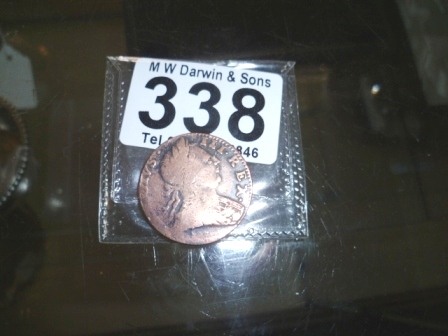 M W Darwin & Sons
338
Tel 846
REX